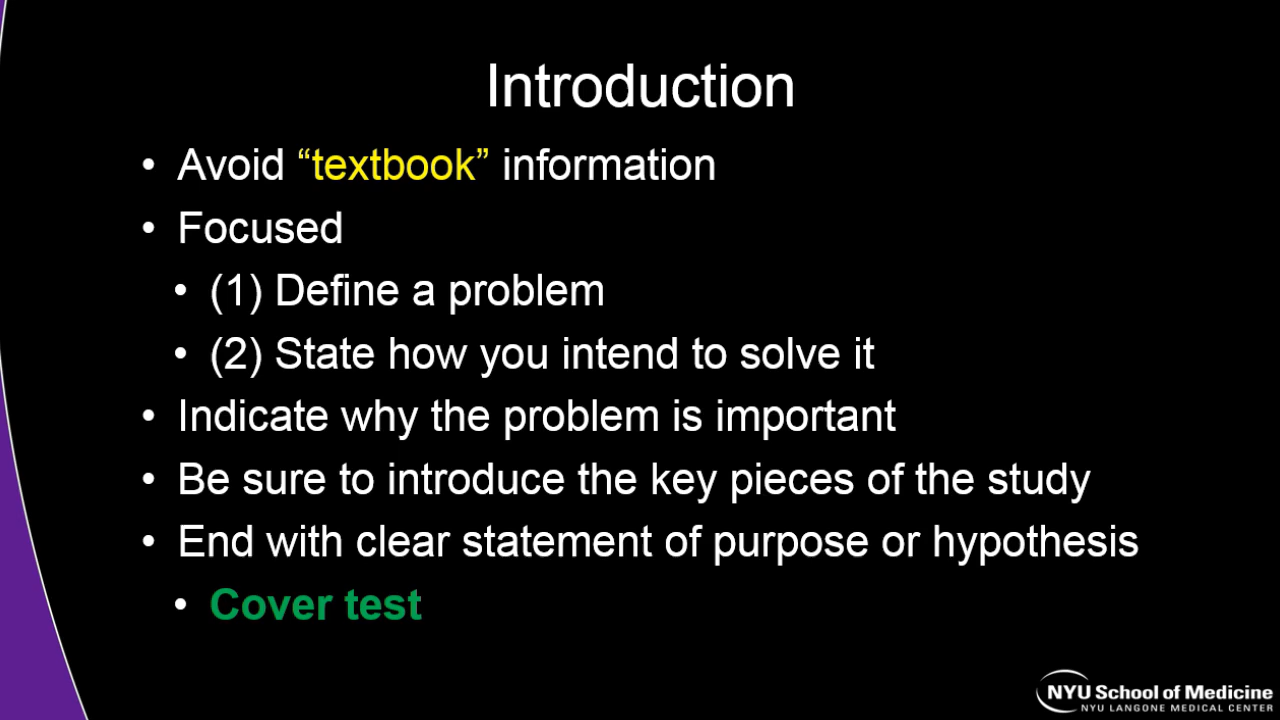 Introduction
• Avoid “textbook” information
• Focused
• (1) Define a problem
• (2) State how you intend to solve it
• Indicate why the problem is important
• Be sure to introduce the key pieces of the study
• End with clear statement of purpose or hypothesis
• Cover test
NYU School of Medicine
NYU LANGONE MEDICAL CENTER